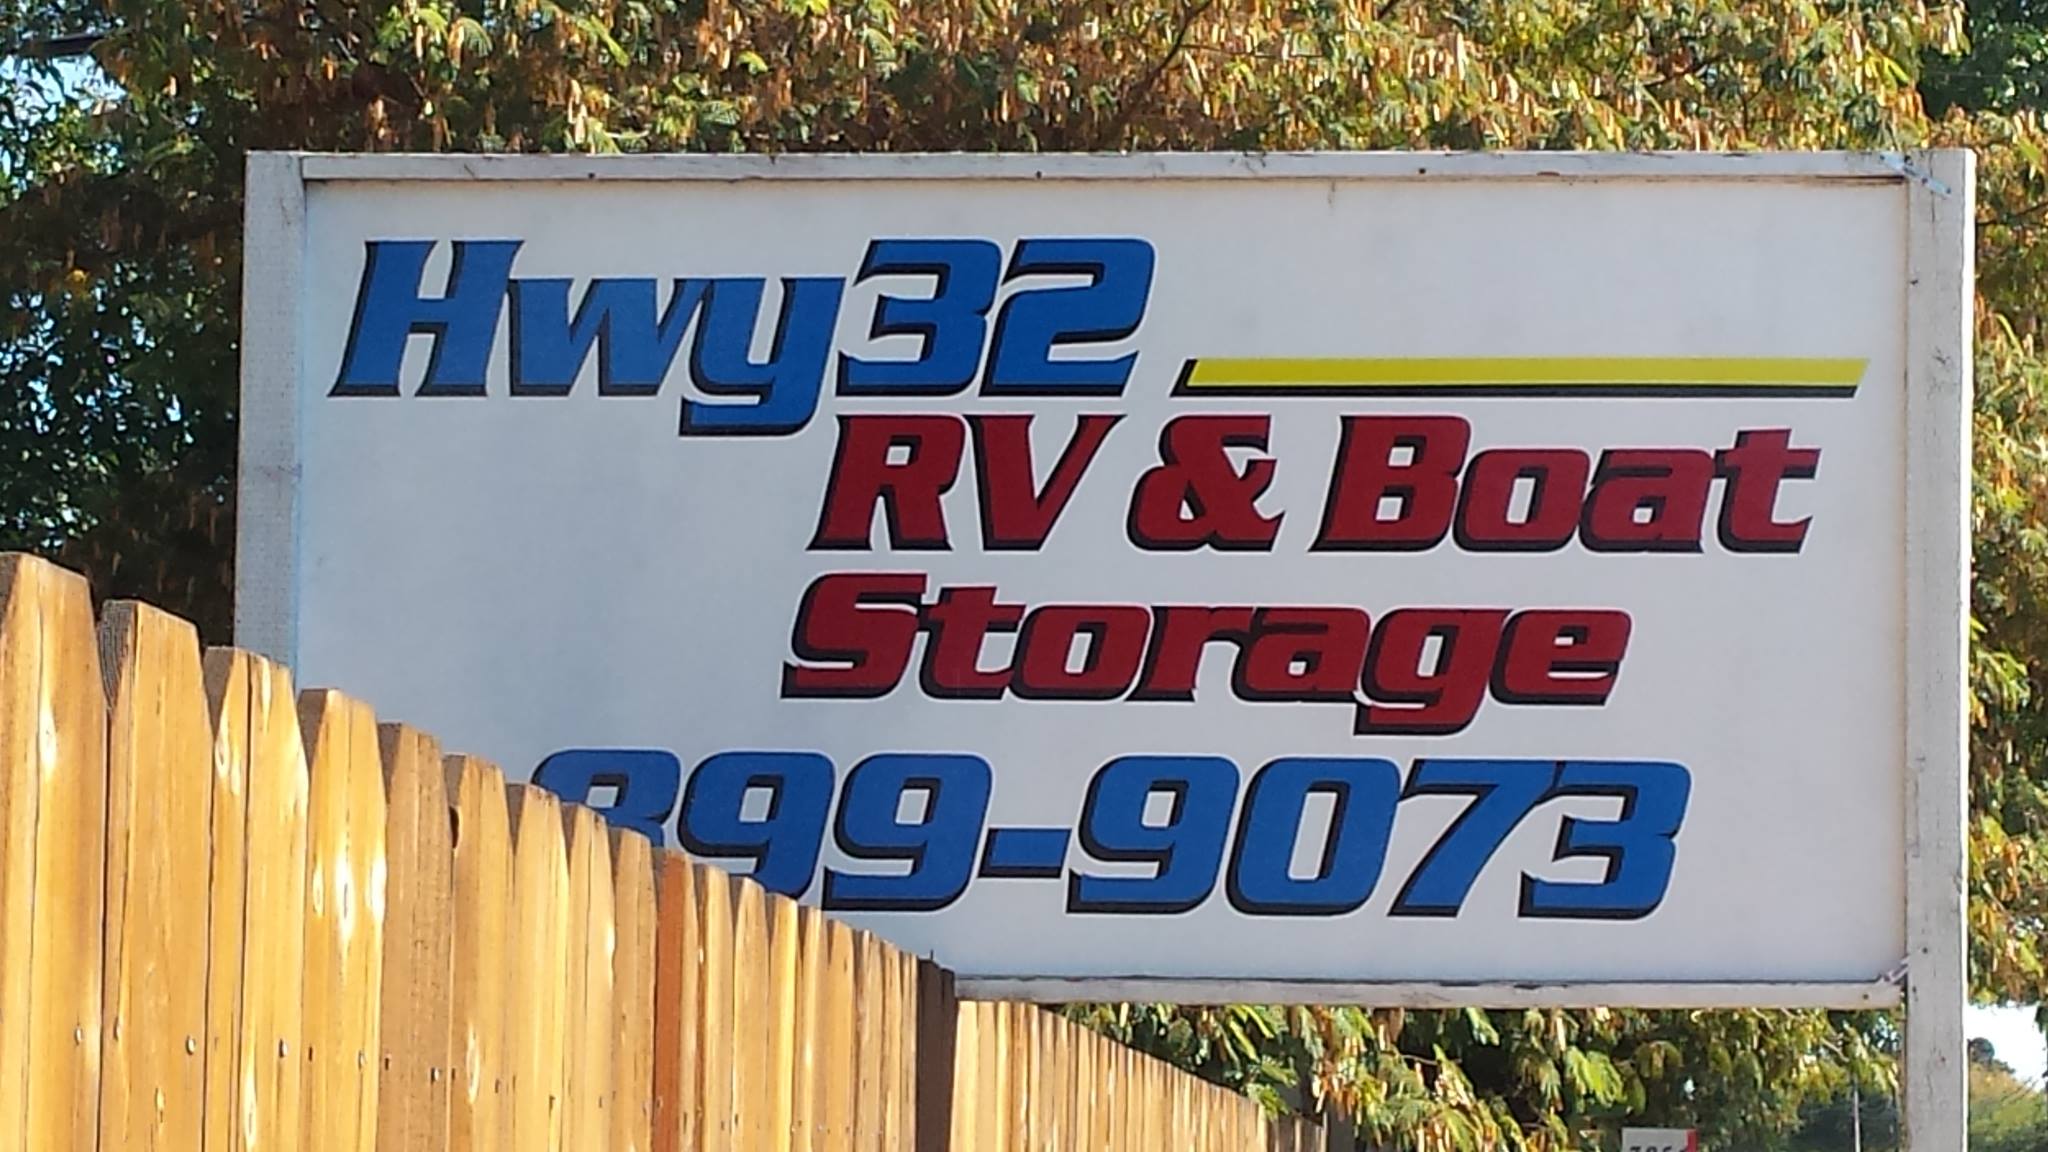 Hwy32
RV & Boat
Storage
899-9073